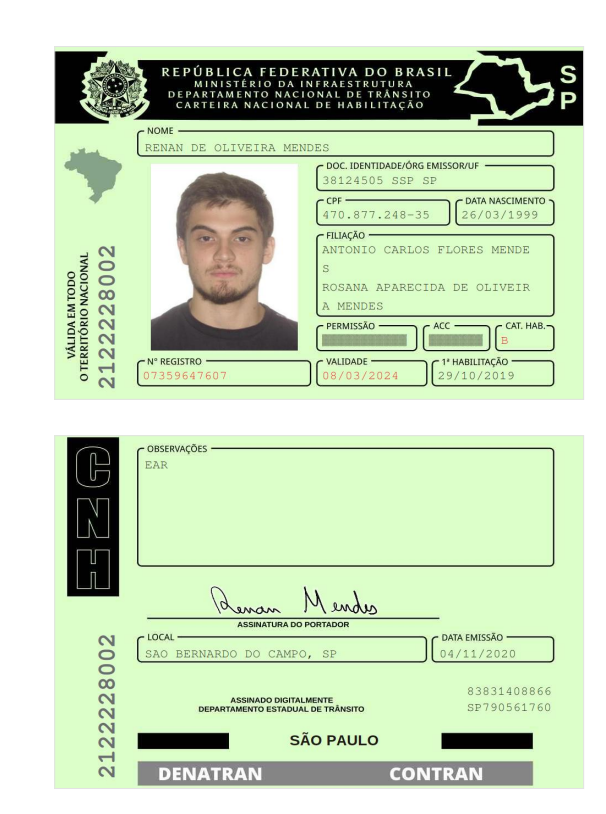 REPÚBLICA FEDERATIVA DO BRASIL
MINISTÉRIO DA INFRAESTRUTURA
DEPARTAMENTO NACIONAL DE TRÂNSITO
CARTEIRA NACIONAL DE HABILITAÇÃO
SP
NOME
RENAN DE OLIVEIRA MENDES
DOC. IDENTIDADE/ÓRG EMISSOR/UF
38124505 SSP SP
CPF DATA NASCIMENTO
470.877.248-35 26/03/1999
FILIAÇÃO
ANTONIO CARLOS FLORES MENDE
S
ROSANA APARECIDA DE OLIVEIR
A MENDES
PERMISSÃO ACC CAT. HAB.
B
Nº REGISTRO VALIDADE 1ª HABILITAÇÃO
07359647607 08/03/2024 29/10/2019
VÁLIDA EM TODO
O TERRITÓRIO NACIONAL
2122228002
CNH
OBSERVAÇÕES
EAR
Renan Mendes
ASSINATURA DO PORTADOR
LOCAL DATA EMISSÃO
SAO BERNARDO DO CAMPO, SP 04/11/2020
83831408866
ASSINADO DIGITALMENTE
DEPARTAMENTO ESTADUAL DE TRÂNSITO
SP790561760
SÃO PAULO
2122228002
DENATRAN CONTRAN